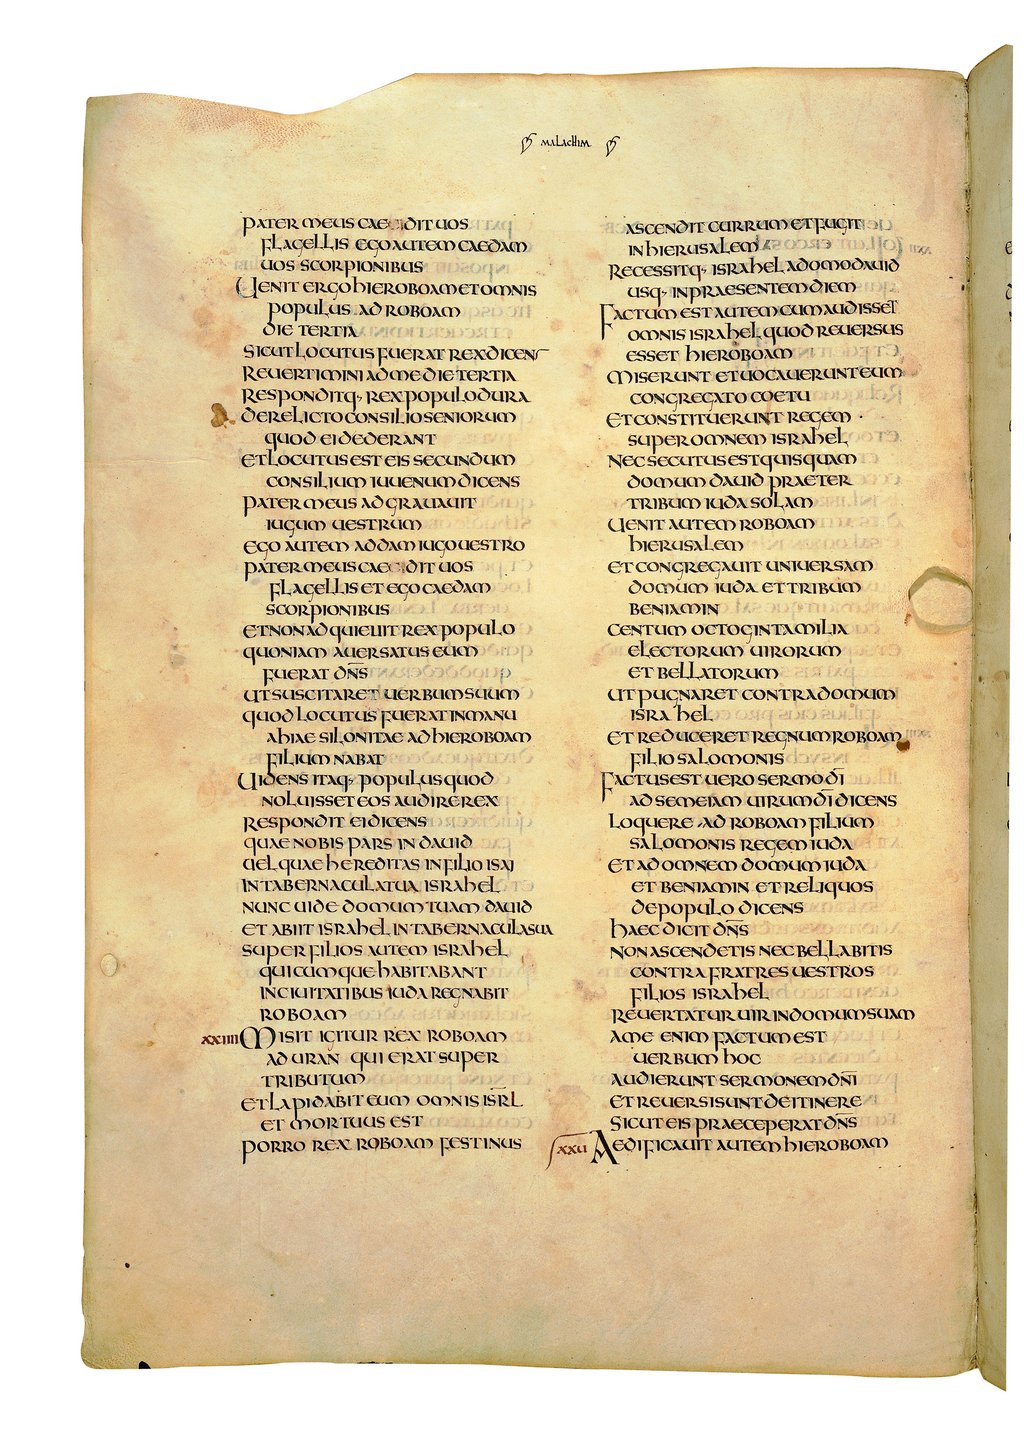 MALACHIM
PATER MEUS CAECIDIT UOS
FLAGELLIS EGO AUTEM CAEDAM
UOS SCORPIONIBUS
UENIT ERGO HIEROBOAM ET OMNIS
POPULUS AD ROBOAM
DIE TERTIA
SICUT LOCUTUS FUERAT REX DICENS
REUERTIMINI AD ME DIE TERTIA
RESPONDITQ· REX POPULO DURA
DERELICTO CONSILIO SENIORUM
QUOD EI DEDERANT
ET LOCUTUS EST EIS SECUNDUM
CONSILIUM IUUENUM DICENS
PATER MEUS ADGRAUAUIT
IUGUM UESTRUM
EGO AUTEM ADDAM IUGO UESTRO
PATER MEUS CAECIDIT UOS
FLAGELLIS ET EGO CAEDAM
SCORPIONIBUS
ET NON ADQUIEUIT REX POPULO
QUONIAM AUERSATUS EUM
FUERAT DN̅S
UT SUSCITARET UERBUM SUUM
QUOD LOCUTUS FUERAT IN MANU
AHIAE SILONITAE AD HIEROBOAM
FILIUM NABAT
UIDENS ITAQ· POPULUS QUOD
NOLUISSET EOS AUDIRE REX
RESPONDIT EI DICENS
QUAE NOBIS PARS IN DAUID
UEL QUAE HEREDITAS IN FILIO ISAI
IN TABERNACULA TUA ISRAHEL
NUNC UIDE DOMUM TUAM DAUID
ET ABIIT ISRAHEL IN TABERNACULA SUA
SUPER FILIOS AUTEM ISRAHEL
QUICUMQUE HABITABANT
IN CIUITATIBUS IUDA REGNABIT
ROBOAM
XXIIII MISIT IGITUR REX ROBOAM
ADURAN QUI ERAT SUPER
TRIBUTUM
ET LAPIDABIT EUM OMNIS ISR̅L
ET MORTUUS EST
PORRO REX ROBOAM FESTINUS
ASCENDIT CURRUM ET FUGIT
IN HIERUSALEM
RECESSITQ· ISRAHEL A DOMO DAUID
USQ· IN PRAESENTEM DIEM
FACTUM EST AUTEM CUM AUDISSET
OMNIS ISRAHEL QUOD REUERSUS
ESSET HIEROBOAM
MISERUNT ET UOCAUERUNT EUM
CONGREGATO COETU
ET CONSTITUERUNT REGEM
SUPER OMNEM ISRAHEL
NEC SECUTUS EST QUISQUAM
DOMUM DAUID PRAETER
TRIBUM IUDA SOLAM
UENIT AUTEM ROBOAM
HIERUSALEM
ET CONGREGAUIT UNIUERSAM
DOMUM IUDA ET TRIBUM
BENIAMIN
CENTUM OCTOGINTA MILIA
ELECTORUM UIRORUM
ET BELLATORUM
UT PUGNARET CONTRA DOMUM
ISRAHEL
ET REDUCERET REGNUM ROBOAM
FILIO SALOMONIS
FACTUS EST UERO SERMO DI̅
AD SEMEIAM UIRUM DI̅ DICENS
LOQUERE AD ROBOAM FILIUM
SALOMONIS REGEM IUDA
ET AD OMNEM DOMUM IUDA
ET BENIAMIN ET RELIQUOS
DE POPULO DICENS
HAEC DICIT DN̅S
NON ASCENDETIS NEC BELLABITIS
CONTRA FRATRES UESTROS
FILIOS ISRAHEL
REUERTATUR UIR IN DOMUM SUAM
A ME ENIM FACTUM EST
UERBUM HOC
AUDIERUNT SERMONEM DN̅I
ET REUERSI SUNT DE ITINERE
SICUT EIS PRAECEPERAT DN̅S
XXU AEDIFICAUIT AUTEM HIEROBOAM